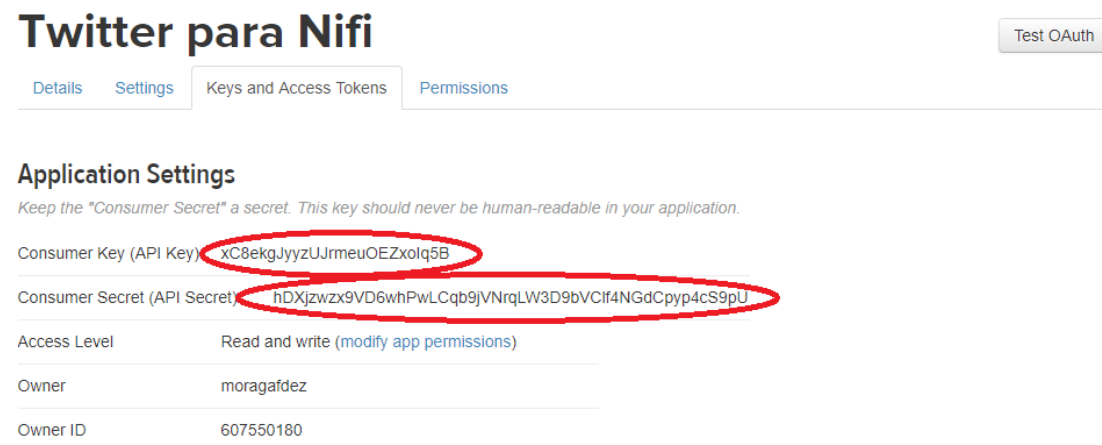 Twitter para Nifi
Test OAuth
Details Settings Keys and Access Tokens Permissions
Application Settings
Keep the "Consumer Secret" a secret. This key should never be human-readable in your application.
Consumer Key (API Key)
Consumer Secret (API Secret)
Access Level Read and write (modify app permissions)
Owner moragafdez
Owner ID 607550180